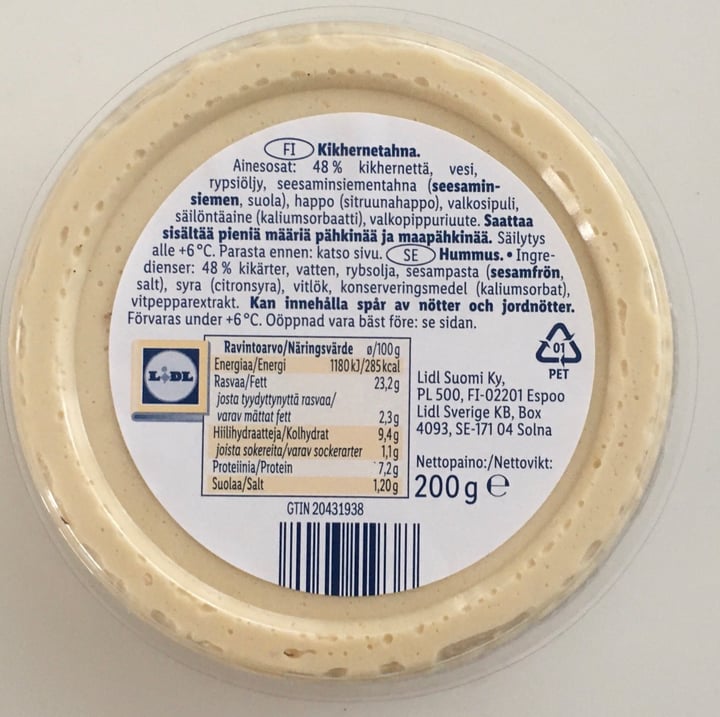 FI Kikhernetahna.
Ainesosat: 48 % kikhernettä, vesi,
rypsiöljy, seesaminsiementahna (seesamin-
siemen, suola), happo (sitruunahappo), valkosipuli,
säilöntäaine (kaliumsorbaatti), valkopippuriuute. Saattaa
sisältää pieniä määriä pähkinää ja maapähkinää. Säilytys
alle +6°C. Parasta ennen: katso sivu. SE Hummus. • Ingre-
dienser: 48 % kikärter, vatten, rybsolja, sesampasta (sesamfrön,
salt), syra (citronsyra), vitlök, konserveringsmedel (kaliumsorbat),
vitpepparextrakt. Kan innehålla spår av nötter och jordnötter.
Förvaras under +6°C. Oöppnad vara bäst före: se sidan.
LIDL
Ravintoarvo/Näringsvärde ø/100g
Energiaa/Energi 1180 kJ/285 kcal
Rasvaa/Fett 23,2g
josta tyydyttynyttä rasvaa/
varav mättat fett 2,3g
Hiilihydraatteja/Kolhydrat 9,4g
joista sokereita/varav sockerarter 1,1g
Proteiinia/Protein 7,2g
Suolaa/Salt 1,20g
01
PET
Lidl Suomi Ky,
PL 500, FI-02201 Espoo
Lidl Sverige KB, Box
4093, SE-171 04 Solna
Nettopaino:/Nettovikt:
200g e
GTIN 20431938